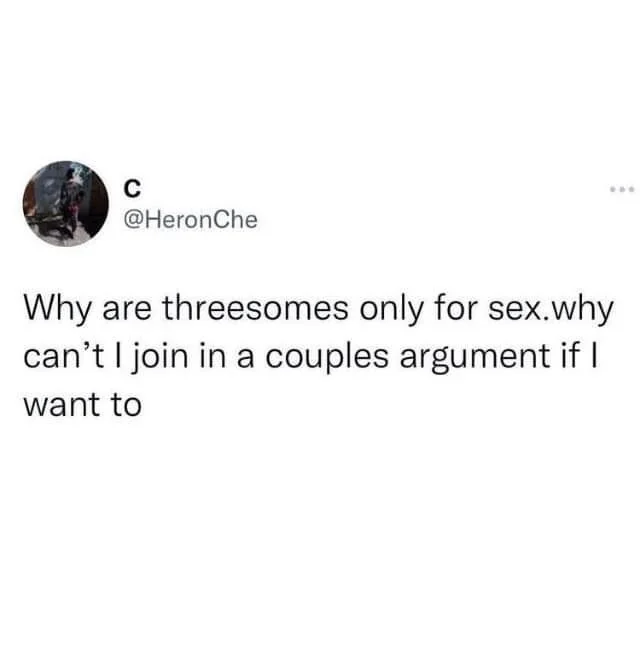 C
@HeronChe
Why are threesomes only for sex.why
can’t I join in a couples argument if I
want to